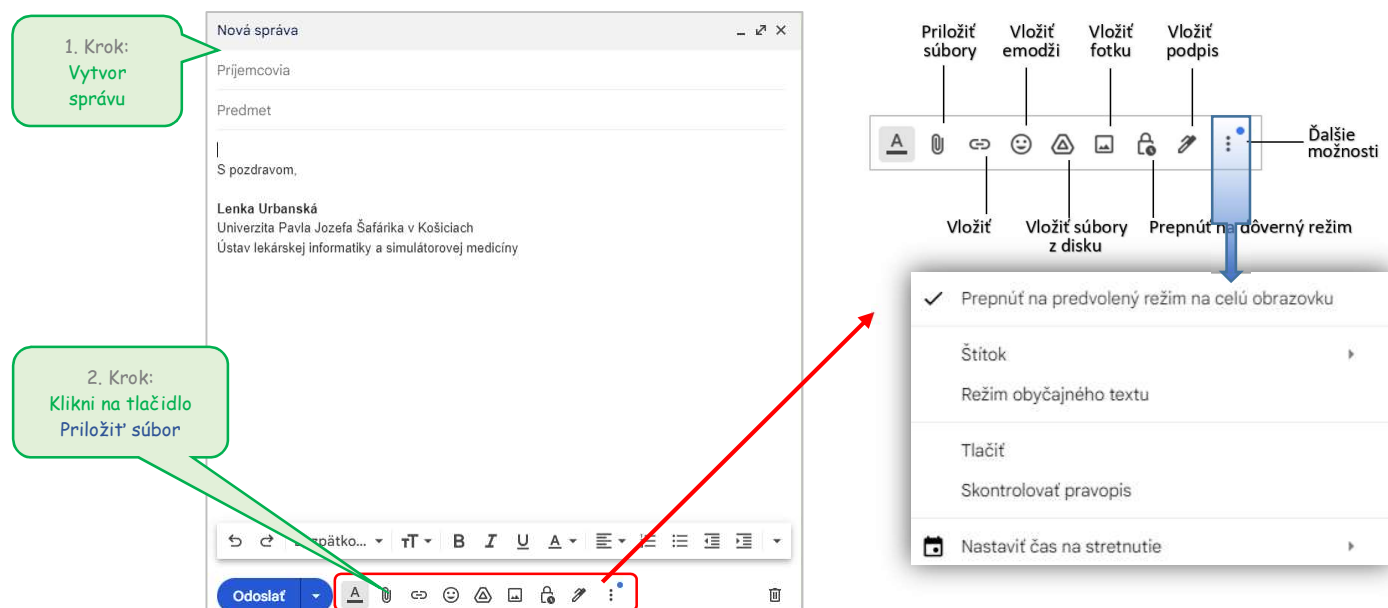 1. Krok:
Vytvor
správu
Nová správa
Príjemcovia
Predmet
S pozdravom,
Lenka Urbanská
Univerzita Pavla Jozefa Šafárika v Košiciach
Ústav lekárskej informatiky a simulátorovej medicíny
2. Krok:
Klikni na tlačidlo
Priložiť súbor
B I U A
Odoslať
A
Priložiť
súbory
Vložiť
emodži
Vložiť
fotku
Vložiť
podpis
A
Ďalšie
možnosti
Vložiť
Vložiť súbory
z disku
Prepnúť na dôverný režim
Prepnúť na predvolený režim na celú obrazovku
Štítok
Režim obyčajného textu
Tlačiť
Skontrolovať pravopis
Nastaviť čas na stretnutie